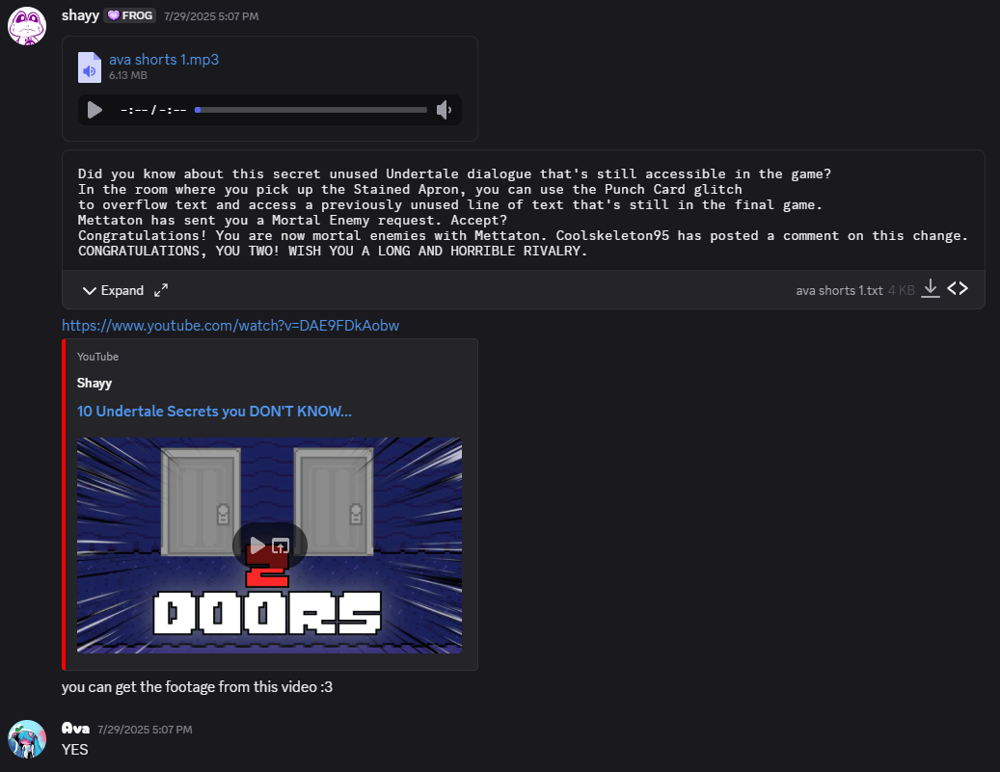 shayy FROG 7/29/2025 5:07 PM
ava shorts 1.mp3
6.13 MB
-:-- / -:--
Did you know about this secret unused Undertale dialogue that's still accessible in the game?
In the room where you pick up the Stained Apron, you can use the Punch Card glitch
to overflow text and access a previously unused line of text that's still in the final game.
Mettaton has sent you a Mortal Enemy request. Accept?
Congratulations! You are now mortal enemies with Mettaton. Coolskeleton95 has posted a comment on this change.
CONGRATULATIONS, YOU TWO! WISH YOU A LONG AND HORRIBLE RIVALRY.
Expand ava shorts 1.txt 4 KB
https://www.youtube.com/watch?v=DAE9FDkAobw
YouTube
Shayy
10 Undertale Secrets you DON'T KNOW...
2
DOORS
you can get the footage from this video :3
Ava 7/29/2025 5:07 PM
YES